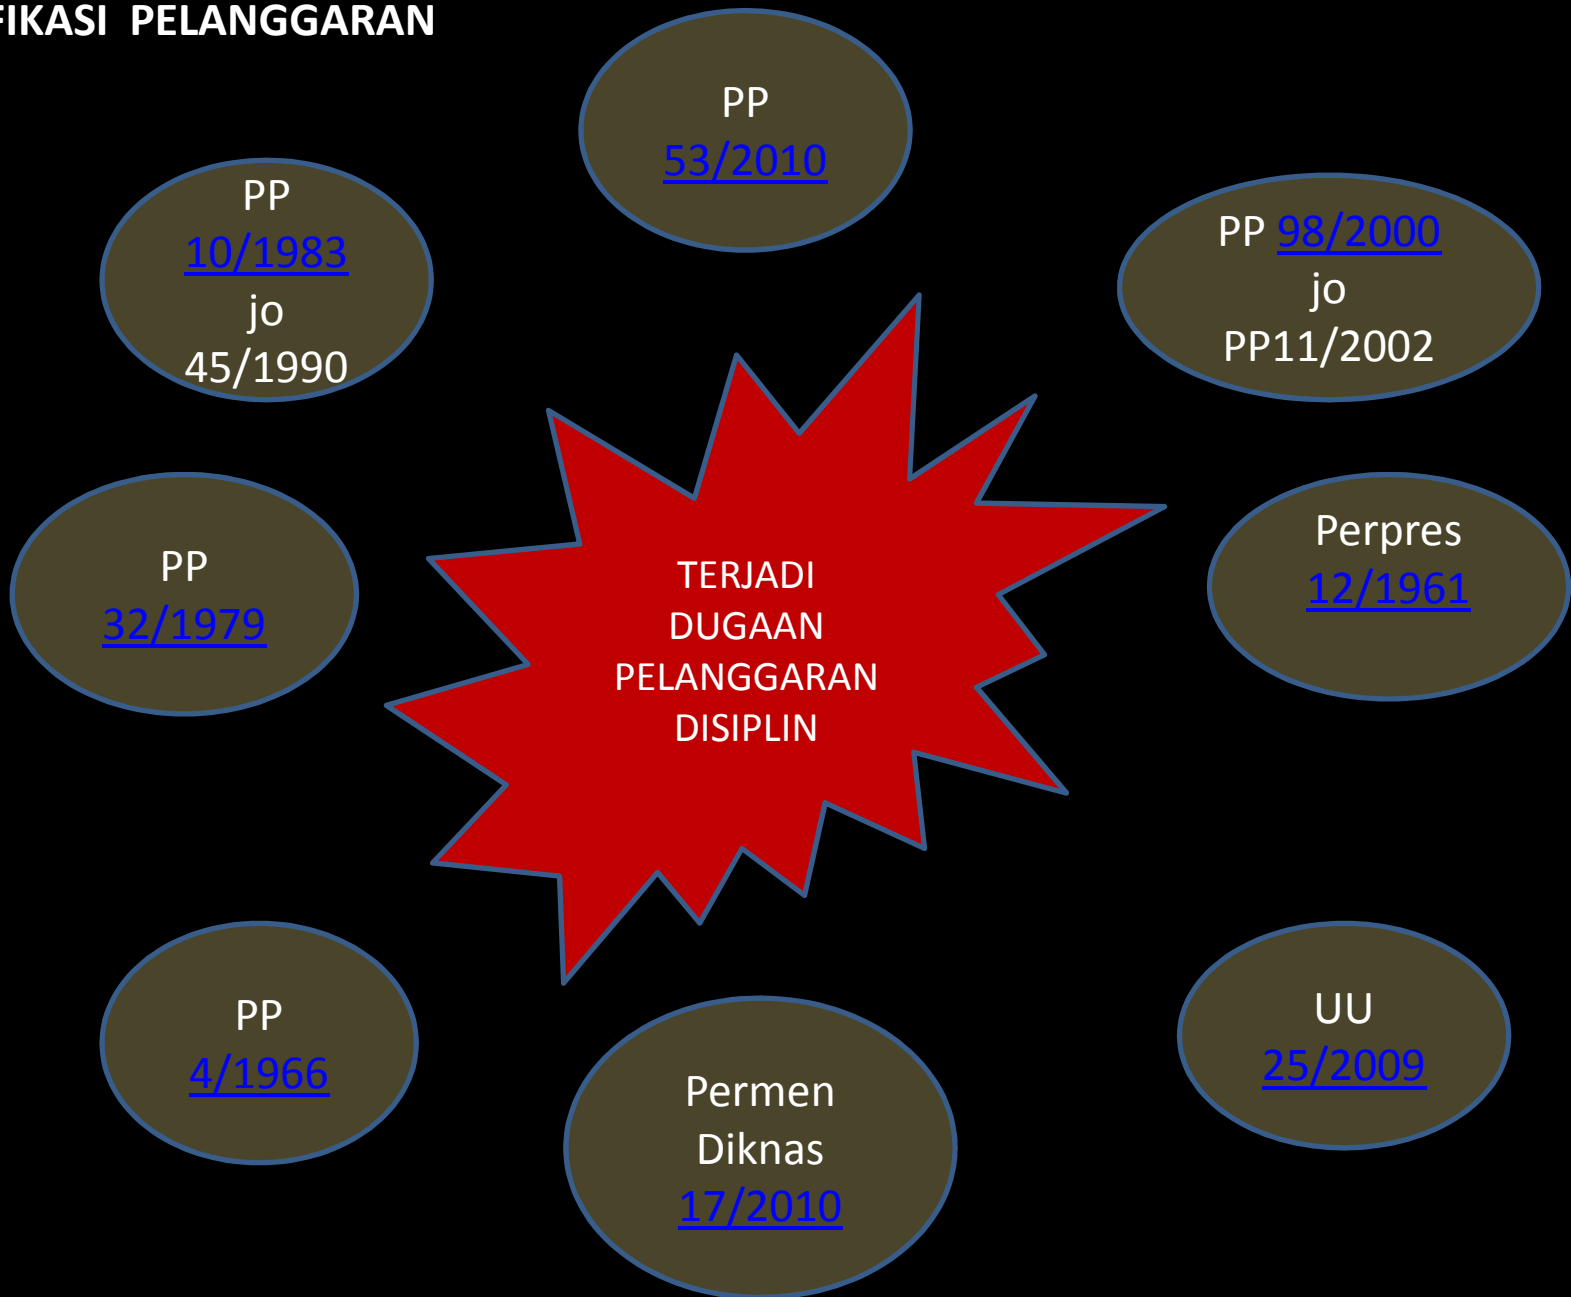 FIKASI PELANGGARAN
PP
53/2010
PP
10/1983
jo
45/1990
PP 98/2000
jo
PP11/2002
PP
32/1979
TERJADI
DUGAAN
PELANGGARAN
DISIPLIN
Perpres
12/1961
PP
4/1966
Permen
Diknas
17/2010
UU
25/2009